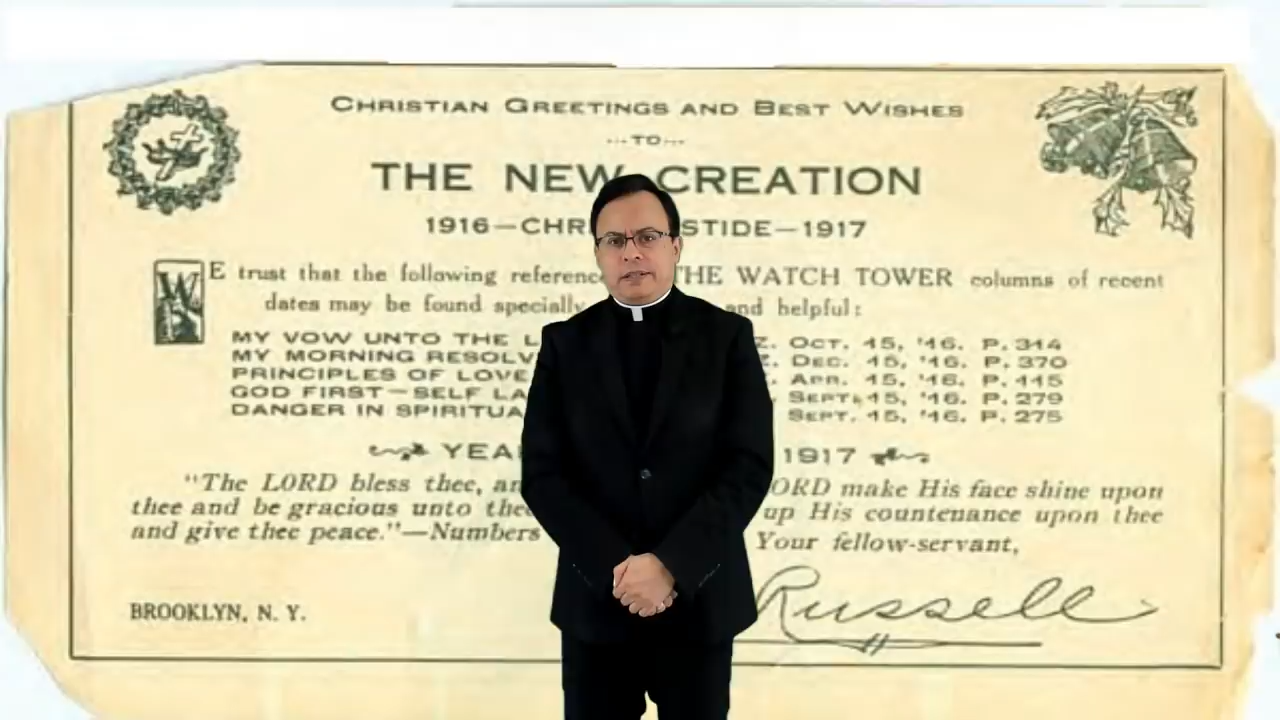 CHRISTIAN GREETINGS AND BEST WISHES
...TO...
THE NEW CREATION
1916—CHRI STIDE—1917
WE trust that the following referenc THE WATCH TOWER columns of recent
dates may be found specially and helpful:
MY VOW UNTO THE L Z. OCT. 15, '16. P. 314
MY MORNING RESOLV Z. DEC. 15, '16. P. 370
PRINCIPLES OF LOVE . APR. 15, '16. P. 115
GOD FIRST—SELF LA . SEPT. 15, '16. P. 279
DANGER IN SPIRITUA SEPT. 15, '16. P. 275
YEA 1917
"The LORD bless thee, an ORD make His face shine upon
thee and be gracious unto thee up His countenance upon thee
and give thee peace."—Numbers Your fellow-servant,
BROOKLYN, N. Y.
Russell